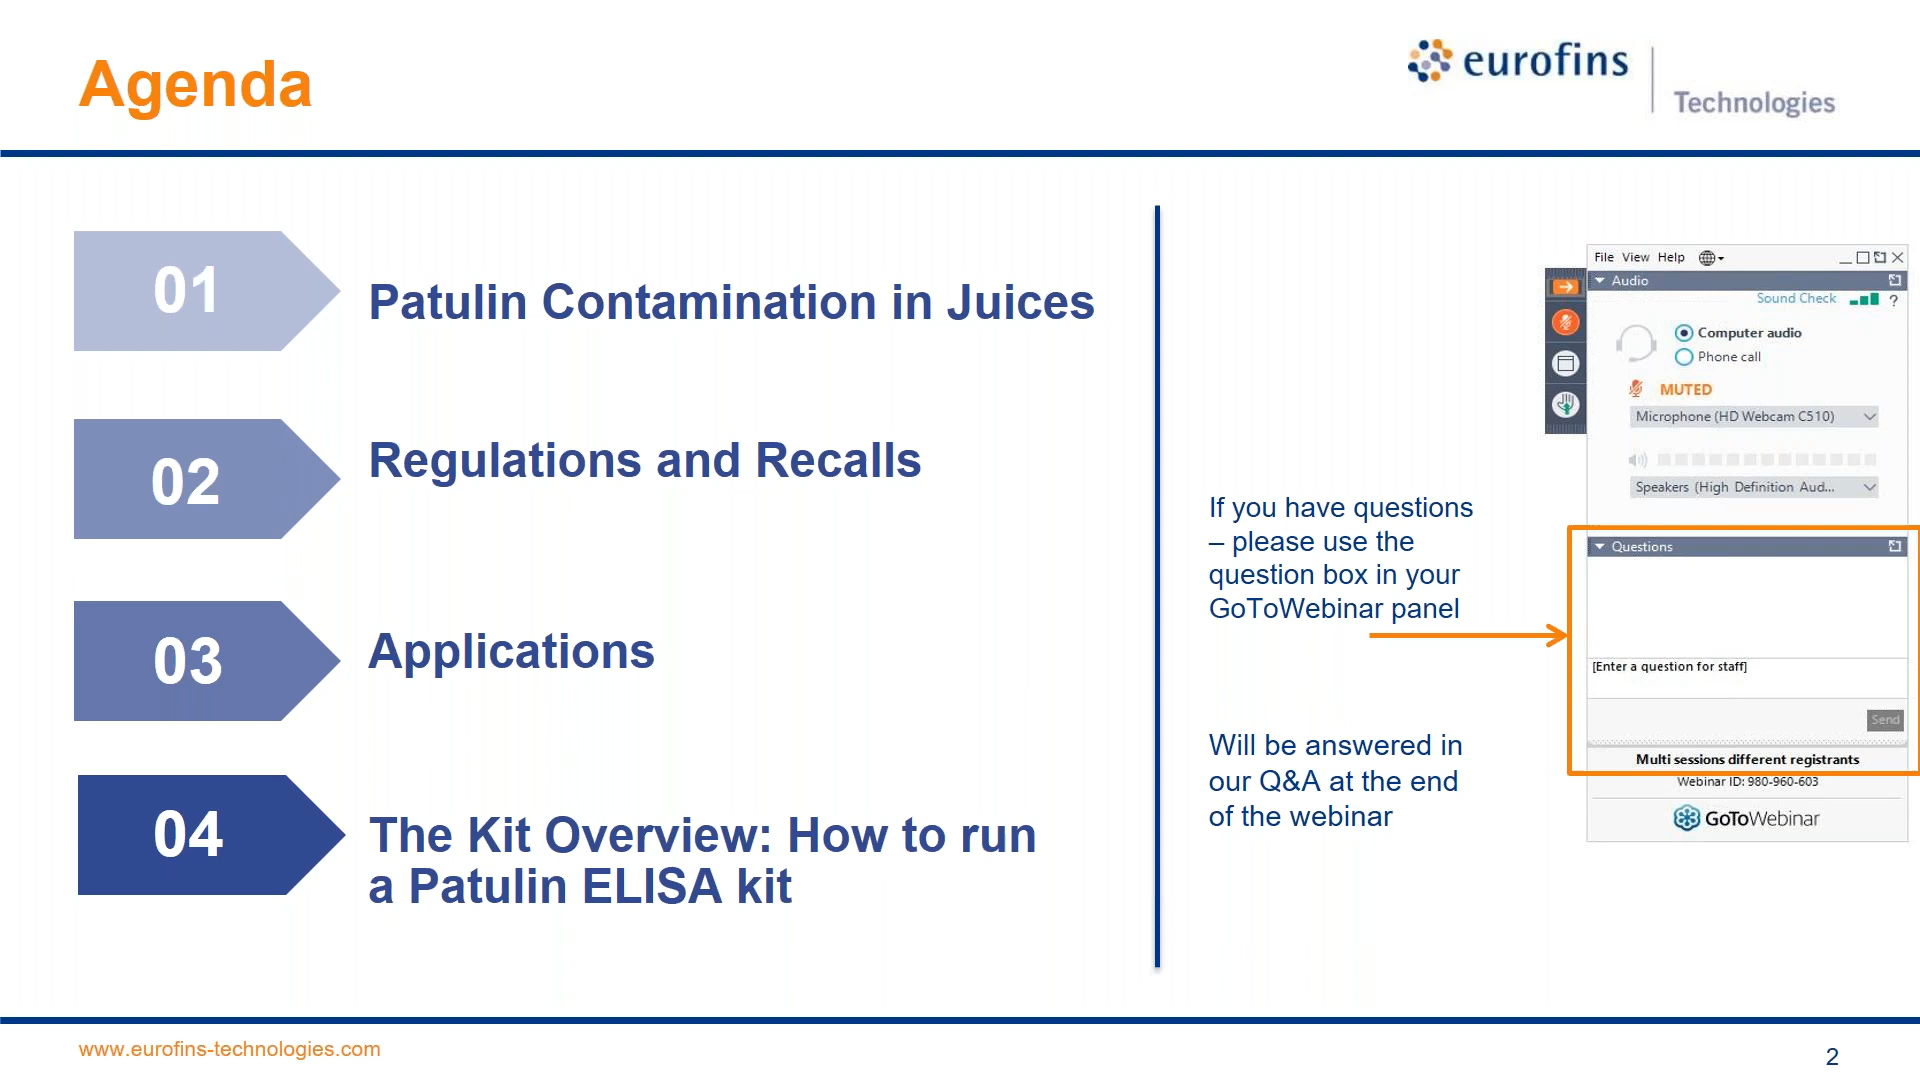 Agenda
eurofins
Technologies
01
Patulin Contamination in Juices
02
Regulations and Recalls
03
Applications
04
The Kit Overview: How to run
a Patulin ELISA kit
If you have questions
– please use the
question box in your
GoToWebinar panel
Will be answered in
our Q&A at the end
of the webinar
File View Help
Audio
Sound Check ?
Computer audio
Phone call
MUTED
Microphone (HD Webcam C510)
Speakers (High Definition Aud...
Questions
[Enter a question for staff]
Send
Multi sessions different registrants
Webinar ID: 980-960-603
GoToWebinar
www.eurofins-technologies.com
2